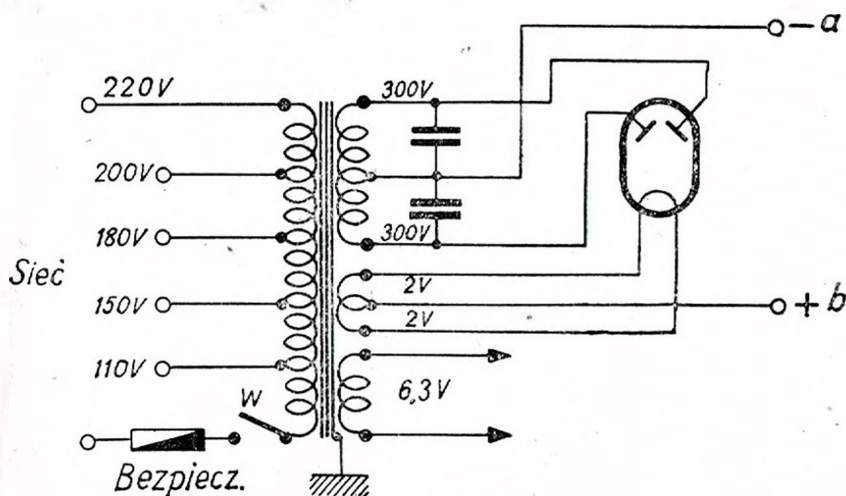 − a
220V
300V
200V
180V
300V
Sieć
2V
150V
+ b
2V
110V
6,3V
W
Bezpiecz.